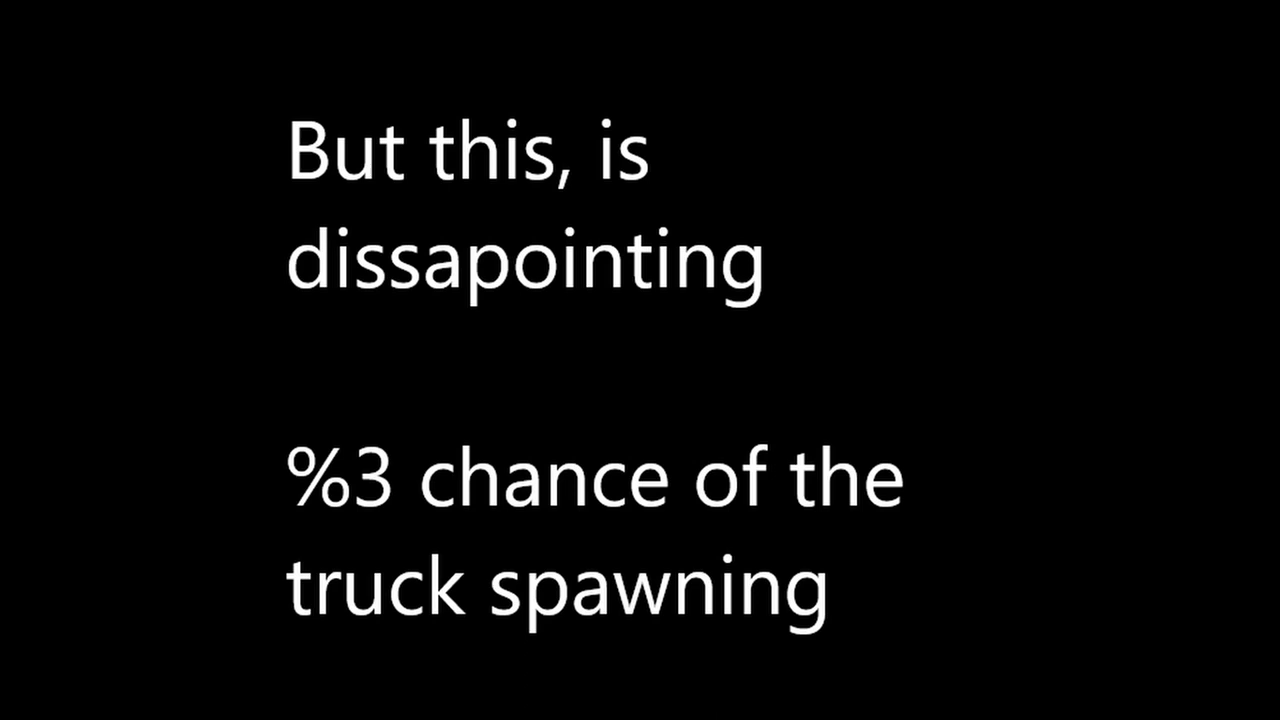 But this, is
dissapointing
%3 chance of the
truck spawning